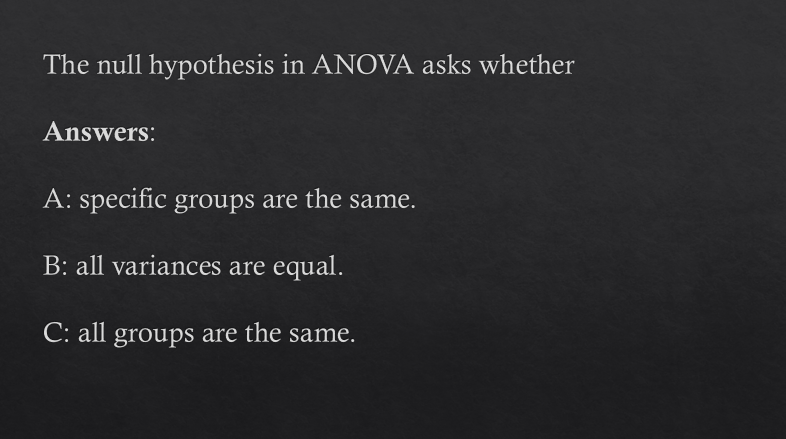 The null hypothesis in ANOVA asks whether
Answers:
A: specific groups are the same.
B: all variances are equal.
C: all groups are the same.